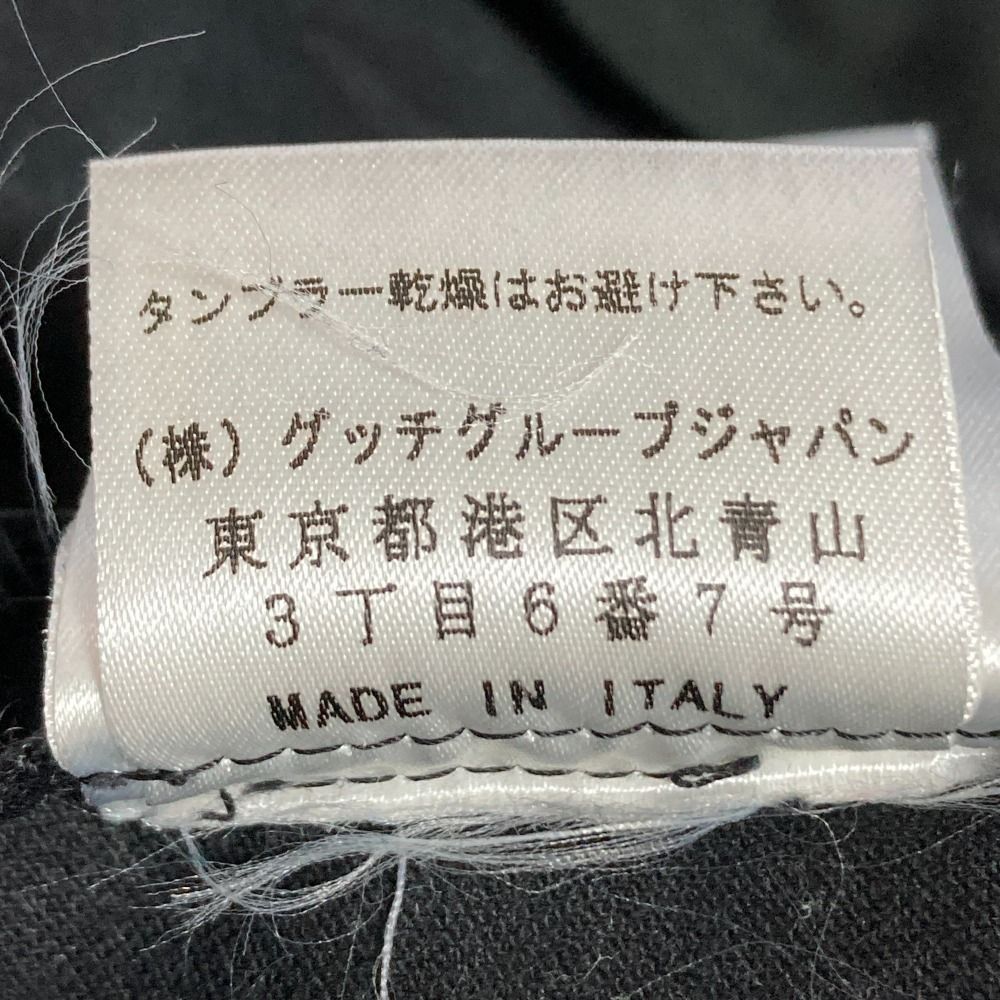 タンブラー乾燥はお避け下さい。
(株) グッチグループジャパン
東京都港区北青山
3丁目6番7号
MADE IN ITALY